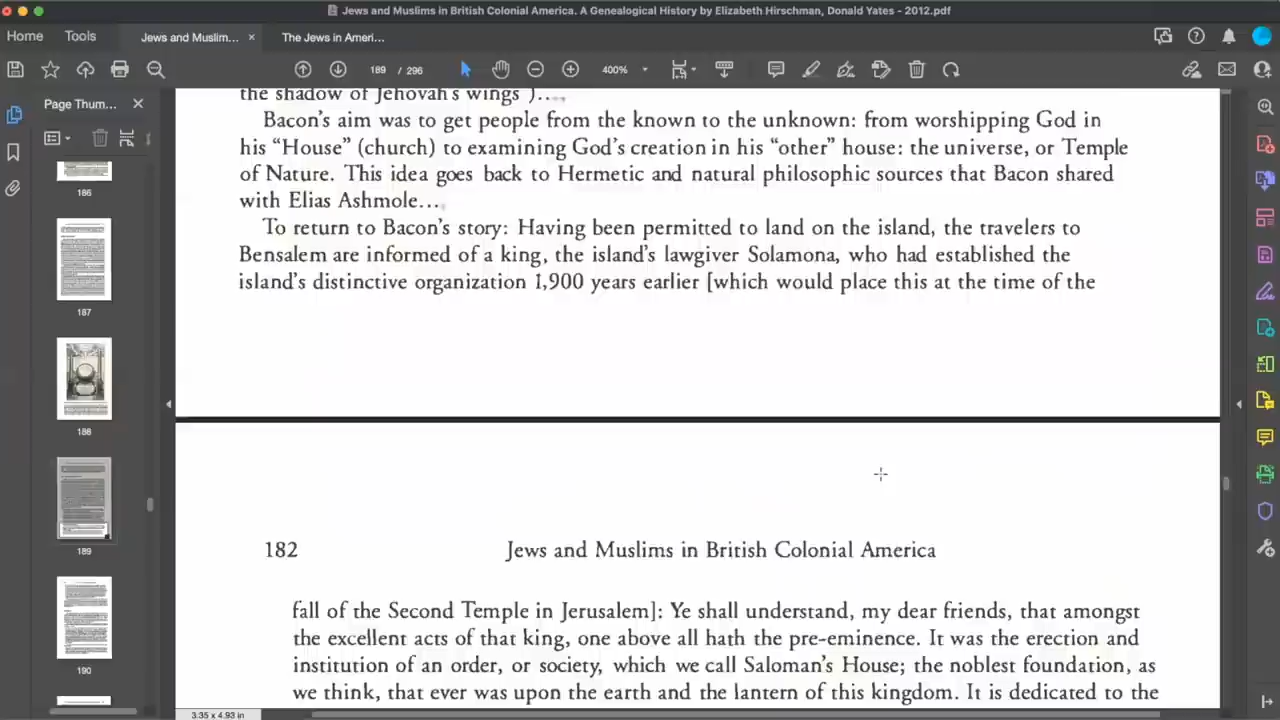 Jews and Muslims in British Colonial America. A Genealogical History by Elizabeth Hirschman, Donald Yates - 2012.pdf
Home Tools Jews and Muslim... × The Jews in Ameri...
189 / 296 400%
Page Thum...
186
187
188
189
190
the shadow of Jehovah's wings")....
Bacon's aim was to get people from the known to the unknown: from worshipping God in
his “House” (church) to examining God's creation in his “other” house: the universe, or Temple
of Nature. This idea goes back to Hermetic and natural philosophic sources that Bacon shared
with Elias Ashmole....
To return to Bacon's story: Having been permitted to land on the island, the travelers to
Bensalem are informed of a king, the island's lawgiver Solamona, who had established the
island's distinctive organization 1,900 years earlier [which would place this at the time of the
182 Jews and Muslims in British Colonial America
fall of the Second Temple in Jerusalem]: Ye shall understand, my dear friends, that amongst
the excellent acts of that king, one above all hath the pre-eminence. It was the erection and
institution of an order, or society, which we call Saloman's House; the noblest foundation, as
we think, that ever was upon the earth and the lantern of this kingdom. It is dedicated to the
3.35 x 4.93 in